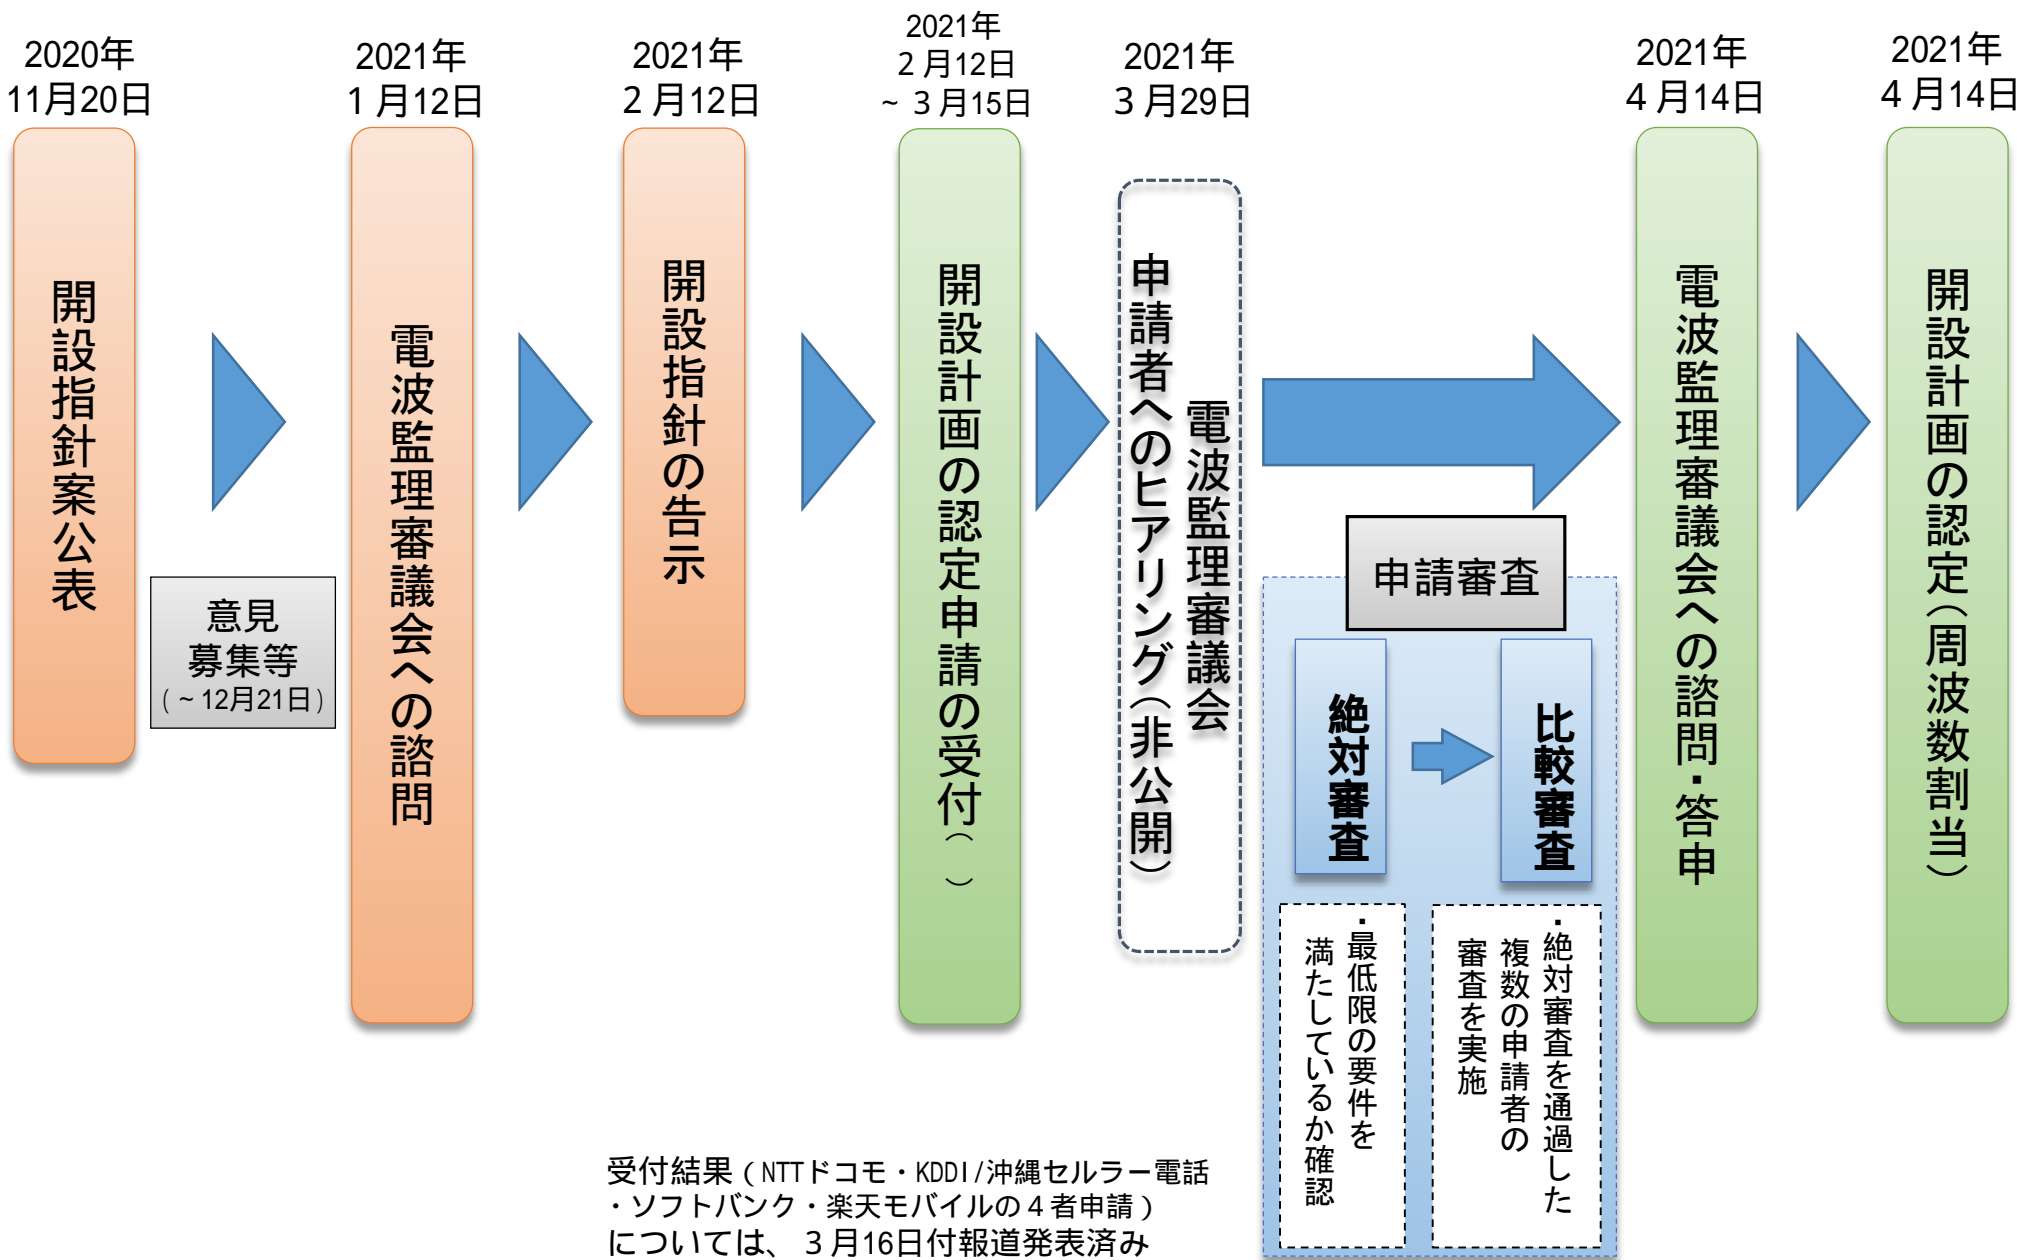 2020年
11月20日
開設指針案公表
意見
募集等
(~12月21日)
2021年
1月12日
電波監理審議会への諮問
2021年
2月12日
開設指針の告示
2021年
2月12日
~3月15日
開設計画の認定申請の受付( )
2021年
3月29日
電波監理審議会
申請者へのヒアリング(非公開)
申請審査
絶対審査
・最低限の要件を
満たしているか確認
比較審査
・絶対審査を通過した
複数の申請者の
審査を実施
2021年
4月14日
電波監理審議会への諮問・答申
2021年
4月14日
開設計画の認定(周波数割当)
受付結果(NTTドコモ・KDDI/沖縄セルラー電話
・ソフトバンク・楽天モバイルの4者申請)
については、3月16日付報道発表済み